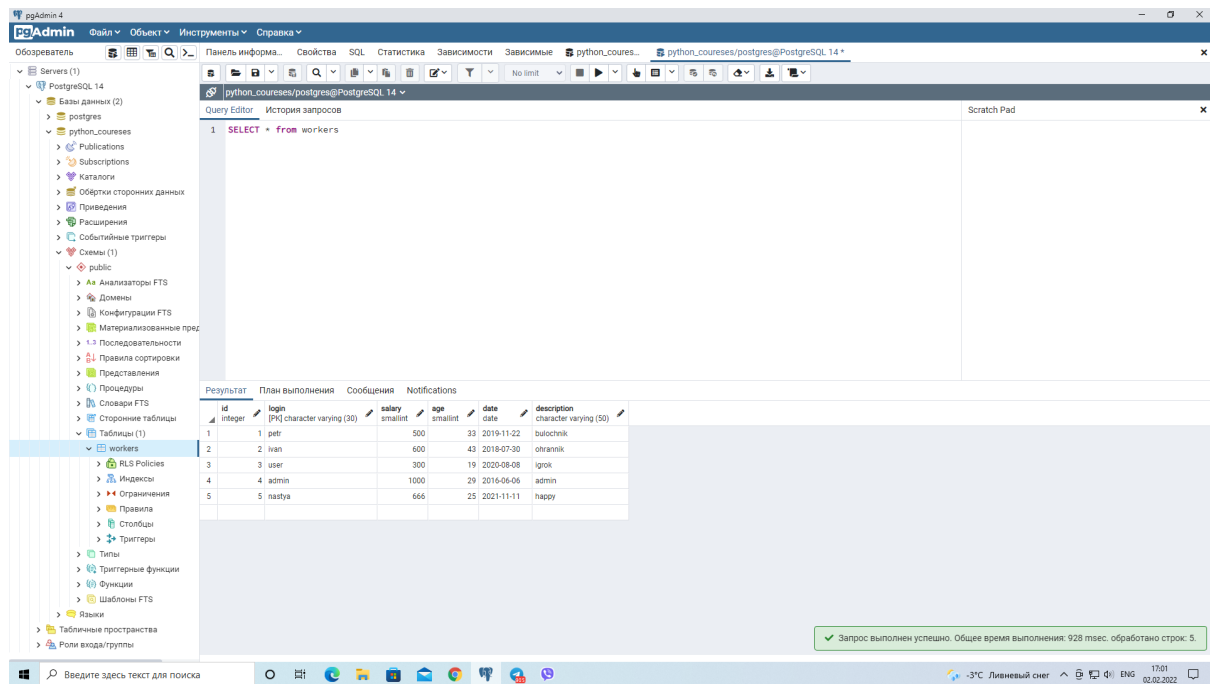 pgAdmin 4
pgAdmin Файл Объект Инструменты Справка
Обозреватель
Панель информа... Свойства SQL Статистика Зависимости Зависимые python_coures... python_coureses/postgres@PostgreSQL 14 *
No limit
python_coureses/postgres@PostgreSQL 14
Query Editor История запросов
Scratch Pad
1 SELECT * from workers
Servers (1)
PostgreSQL 14
Базы данных (2)
postgres
python_coureses
Publications
Subscriptions
Каталоги
Обёртки сторонних данных
Приведения
Расширения
Событийные триггеры
Схемы (1)
public
Aa Анализаторы FTS
Домены
Конфигурации FTS
Материализованные пред
1..3 Последовательности
Правила сортировки
Представления
Процедуры
Словари FTS
Сторонние таблицы
Таблицы (1)
workers
RLS Policies
Индексы
Ограничения
Правила
Столбцы
Триггеры
Типы
Триггерные функции
Функции
Шаблоны FTS
Языки
Табличные пространства
Роли входа/группы
Результат План выполнения Сообщения Notifications
id login salary age date description
integer [PK] character varying (30) smallint smallint date character varying (50)
1 1 petr 500 33 2019-11-22 bulochnik
2 2 ivan 600 43 2018-07-30 ohrannik
3 3 user 300 19 2020-08-08 igrok
4 4 admin 1000 29 2016-06-06 admin
5 5 nastya 666 25 2021-11-11 happy
Запрос выполнен успешно. Общее время выполнения: 928 msec. обработано строк: 5.
Введите здесь текст для поиска
-3°C Ливневый снег ENG 17:01
02.02.2022